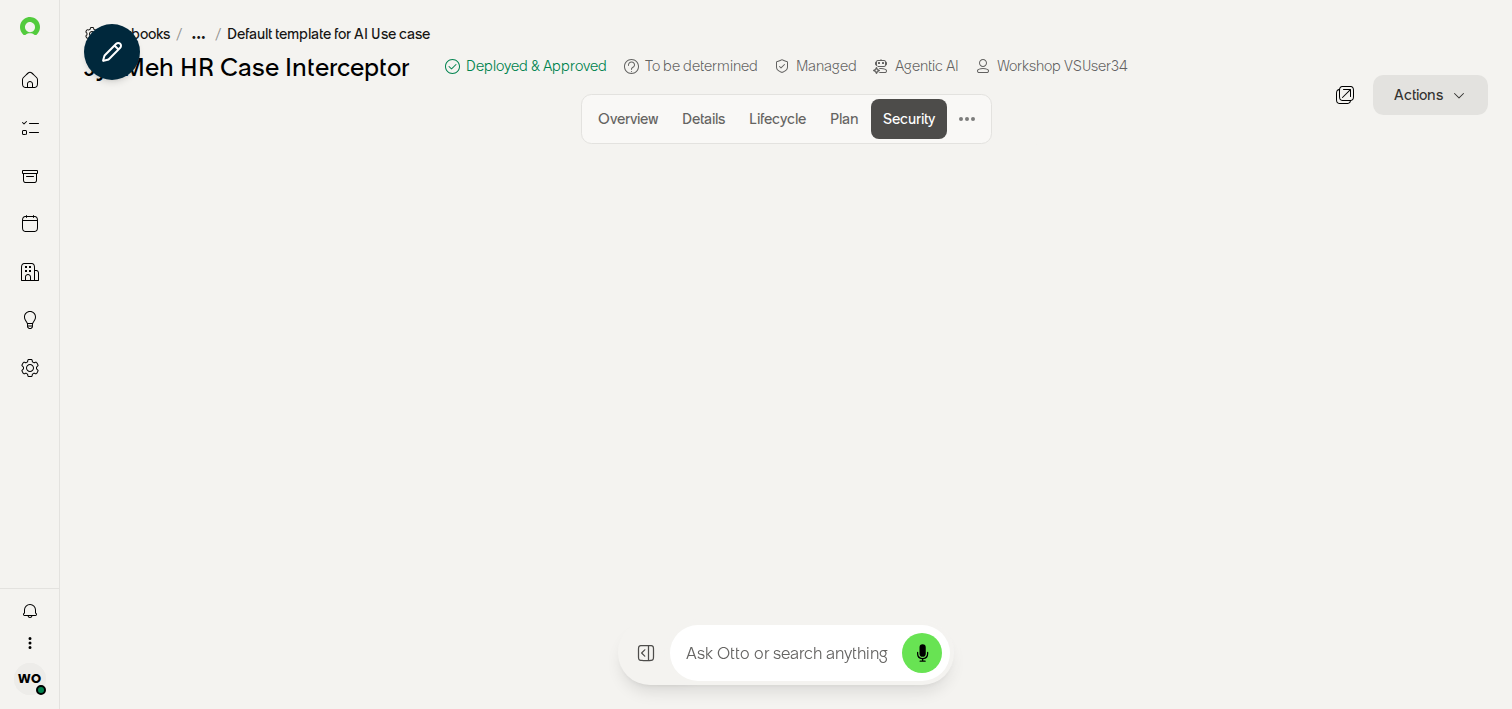 books / ... / Default template for AI Use case
Meh HR Case Interceptor
Deployed & Approved
To be determined
Managed
Agentic AI
Workshop VSUser34
Actions
Overview
Details
Lifecycle
Plan
Security
Ask Otto or search anything
WO